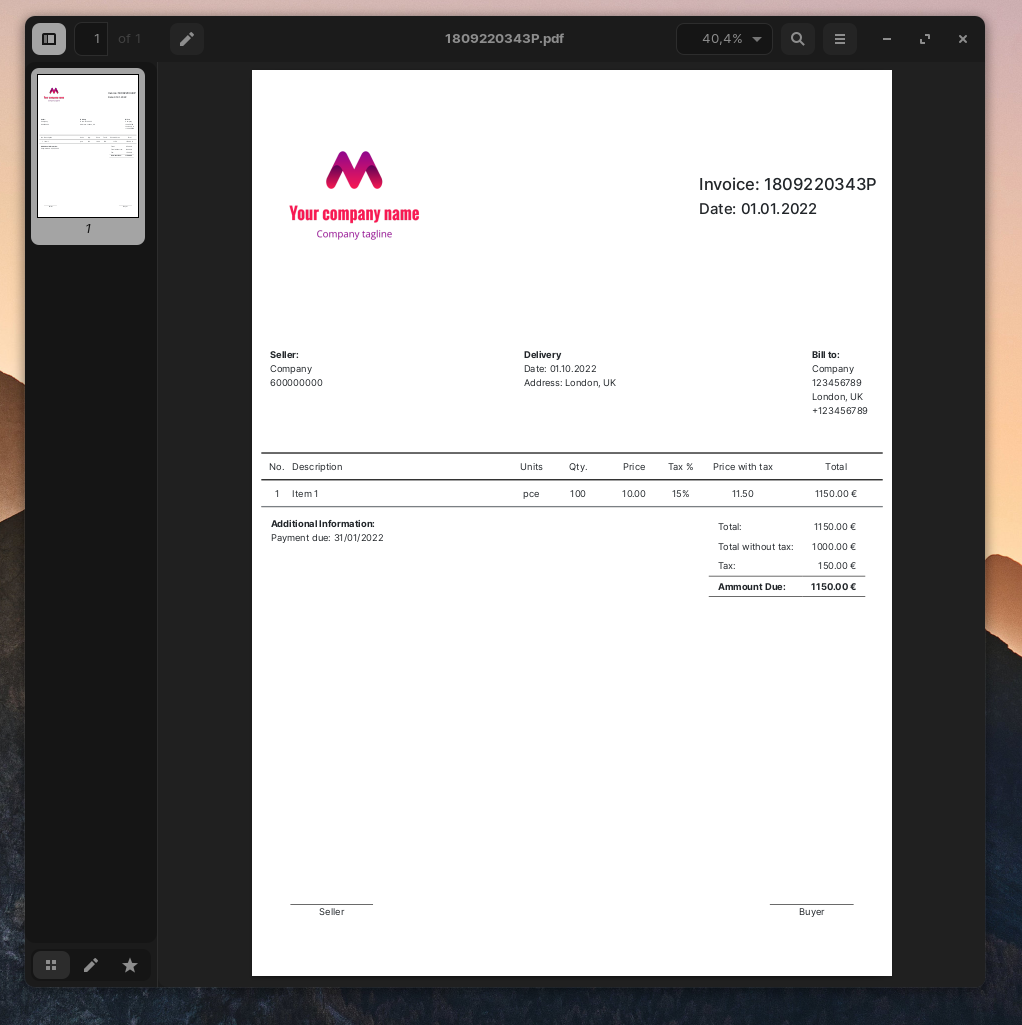 1 of 1
1809220343P.pdf
40,4%
1
Your company name
Company tagline
Invoice: 1809220343P
Date: 01.01.2022
Seller:
Company
600000000
Delivery
Date: 01.10.2022
Address: London, UK
Bill to:
Company
123456789
London, UK
+123456789
No. Description Units Qty. Price Tax % Price with tax Total
1 Item 1 pce 100 10.00 15% 11.50 1150.00 €
Additional Information:
Payment due: 31/01/2022
Total: 1150.00 €
Total without tax: 1000.00 €
Tax: 150.00 €
Ammount Due: 1150.00 €
Seller
Buyer